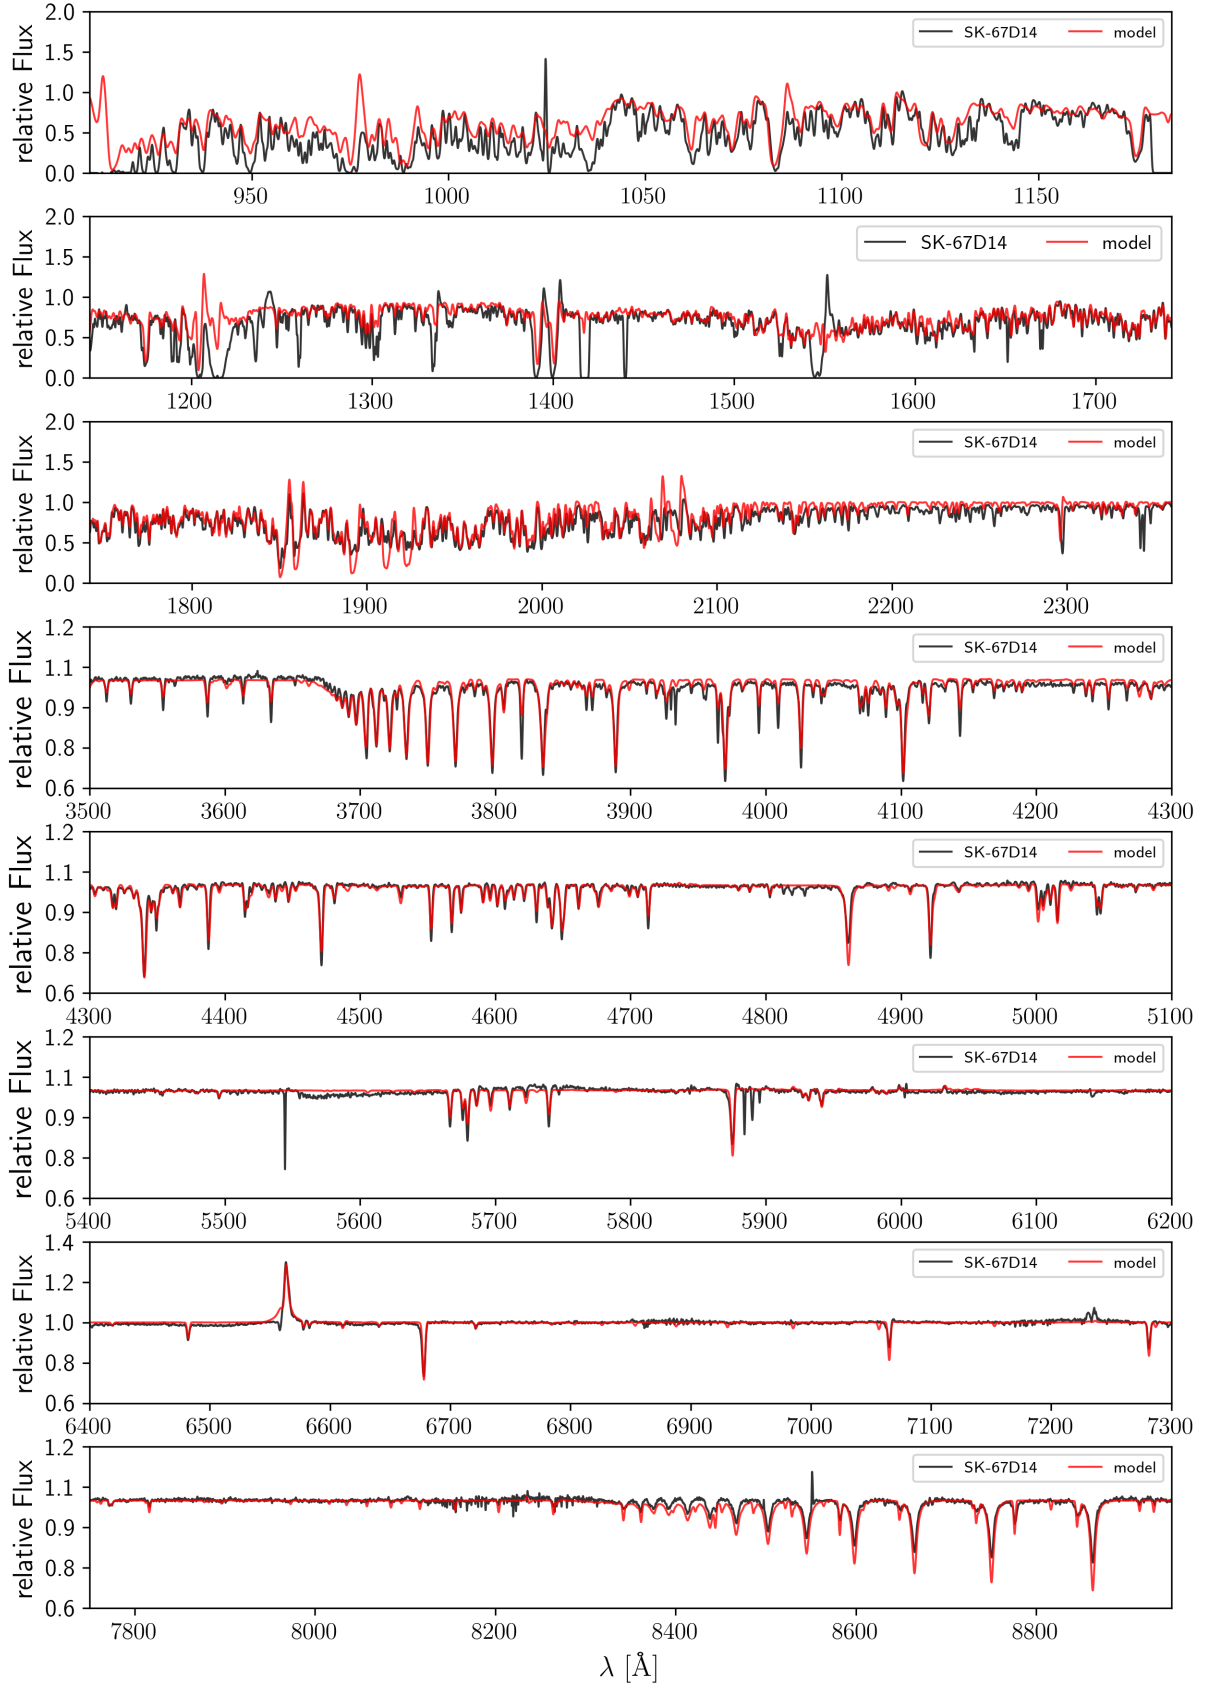 2.0
1.5
1.0
0.5
0.0
relative Flux
SK-67D14 model
950 1000 1050 1100 1150
2.0
1.5
1.0
0.5
0.0
relative Flux
SK-67D14 model
1200 1300 1400 1500 1600 1700
2.0
1.5
1.0
0.5
0.0
relative Flux
SK-67D14 model
1800 1900 2000 2100 2200 2300
1.2
1.1
0.9
0.8
0.6
relative Flux
SK-67D14 model
3500 3600 3700 3800 3900 4000 4100 4200 4300
1.2
1.1
0.9
0.8
0.6
relative Flux
SK-67D14 model
4300 4400 4500 4600 4700 4800 4900 5000 5100
1.2
1.1
0.9
0.8
0.6
relative Flux
SK-67D14 model
5400 5500 5600 5700 5800 5900 6000 6100 6200
1.4
1.2
1.0
0.8
0.6
relative Flux
SK-67D14 model
6400 6500 6600 6700 6800 6900 7000 7100 7200 7300
1.2
1.1
0.9
0.8
0.6
relative Flux
SK-67D14 model
7800 8000 8200 8400 8600 8800
λ [Å]